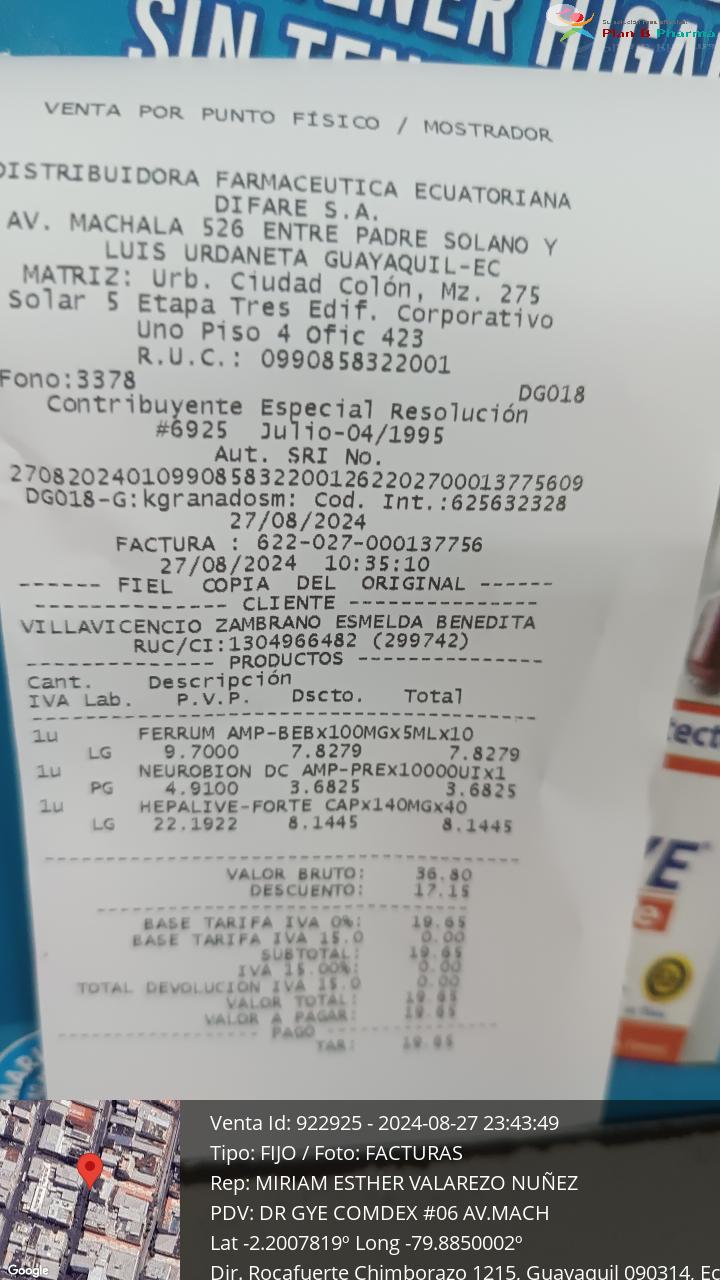 SIN TENER
Plan B Pharma
VENTA POR PUNTO FÍSICO / MOSTRADOR
DISTRIBUIDORA FARMACEUTICA ECUATORIANA
DIFARE S.A.
AV. MACHALA 526 ENTRE PADRE SOLANO Y
LUIS URDANETA GUAYAQUIL-EC
MATRIZ: Urb. Ciudad Colón, Mz. 275
Solar 5 Etapa Tres Edif. Corporativo
Uno Piso 4 Ofic 423
R.U.C.: 0990858322001
Fono:3378 DG018
Contribuyente Especial Resolución
#6925 Julio-04/1995
Aut. SRI No.
2708202401099085832200126220270001377560​9
DG018-G:kgranadosm: Cod. Int.:625632328
27/08/2024
FACTURA : 622-027-000137756
27/08/2024 10:35:10
------ FIEL COPIA DEL ORIGINAL ------
-------------- CLIENTE --------------
VILLAVICENCIO ZAMBRANO ESMELDA BENEDITA
RUC/CI:1304966482 (299742)
-------------- PRODUCTOS --------------
Cant. Descripción
IVA Lab. P.V.P. Dscto. Total
1u FERRUM AMP-BEBx100MGx5MLx10
LG 9.7000 7.8279 7.8279
1u NEUROBION DC AMP-PREx10000UIx1
PG 4.9100 3.6825 3.6825
1u HEPALIVE-FORTE CAPx140MGx40
LG 22.1922 8.1445 8.1445
VALOR BRUTO: 36.80
DESCUENTO: 17.15
BASE TARIFA IVA 0%: 19.65
BASE TARIFA IVA 15.0 0.00
SUBTOTAL: 19.65
IVA 15.00%: 0.00
TOTAL DEVOLUCION IVA 15.0 0.00
VALOR TOTAL: 19.65
VALOR A PAGAR: 19.65
PAGO
TAR: 19.65
Google
Venta Id: 922925 - 2024-08-27 23:43:49
Tipo: FIJO / Foto: FACTURAS
Rep: MIRIAM ESTHER VALAREZO NUÑEZ
PDV: DR GYE COMDEX #06 AV.MACH
Lat -2.2007819º Long -79.8850002º
Dir. Rocafuerte Chimborazo 1215, Guayaquil 090314, Ec